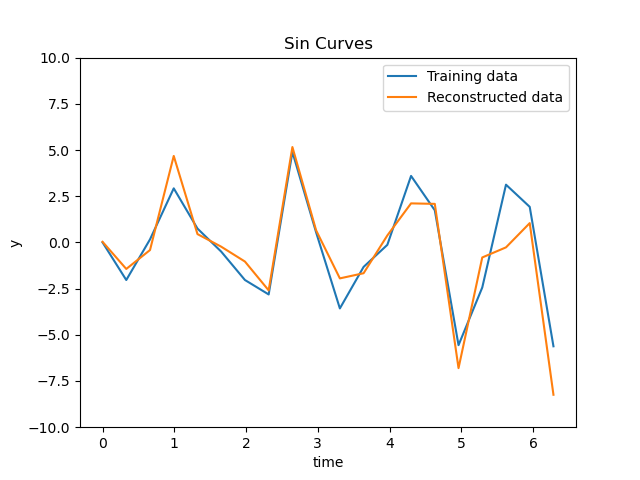 Sin Curves
Training data
Reconstructed data
10.0
7.5
5.0
2.5
0.0
−2.5
−5.0
−7.5
−10.0
y
0 1 2 3 4 5 6
time